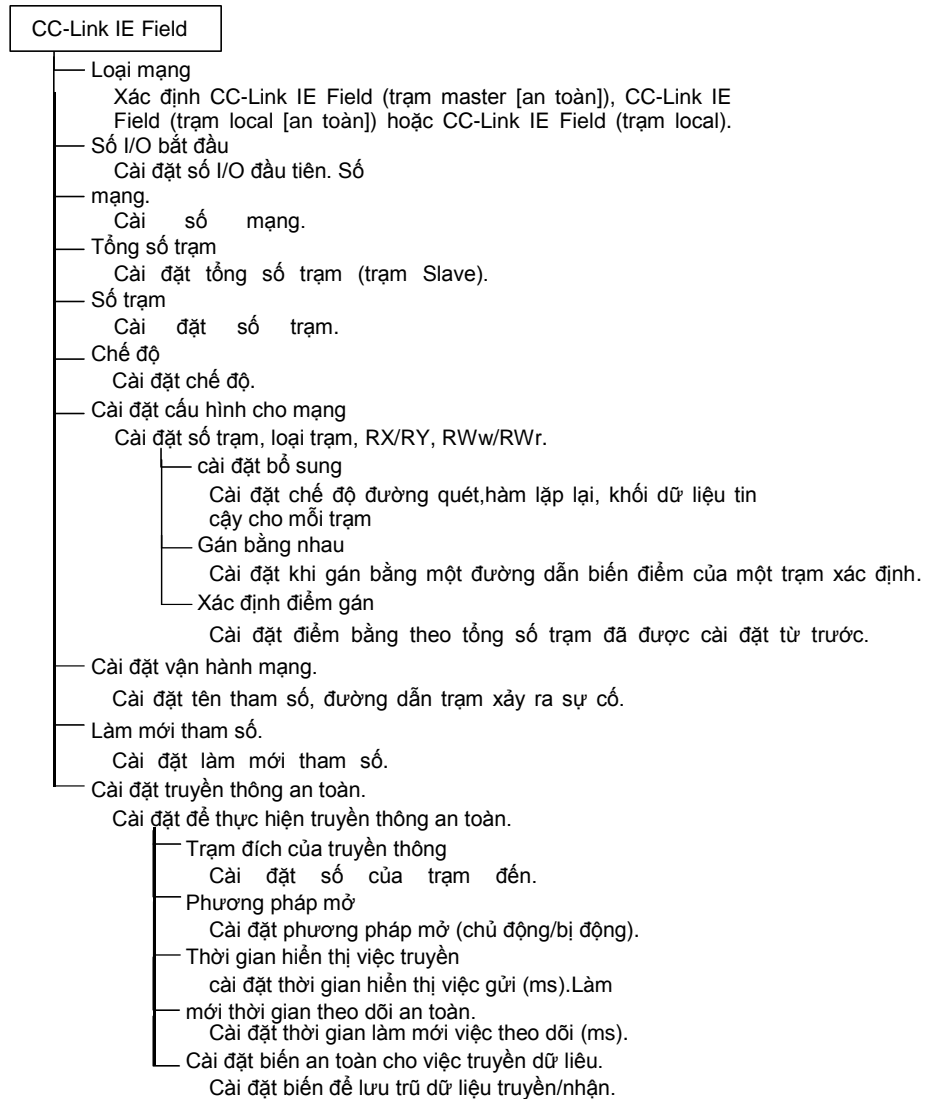 CC-Link IE Field
Loại mạng
Xác định CC-Link IE Field (trạm master [an toàn]), CC-Link IE
Field (trạm local [an toàn]) hoặc CC-Link IE Field (trạm local).
Số I/O bắt đầu
Cài đặt số I/O đầu tiên. Số
mạng.
Cài số mạng.
Tổng số trạm
Cài đặt tổng số trạm (trạm Slave).
Số trạm
Cài đặt số trạm.
Chế độ
Cài đặt chế độ.
Cài đặt cấu hình cho mạng
Cài đặt số trạm, loại trạm, RX/RY, RWw/RWr.
cài đặt bổ sung
Cài đặt chế độ đường quét,hàm lặp lại, khối dữ liệu tin
cậy cho mỗi trạm
Gán bằng nhau
Cài đặt khi gán bằng một đường dẫn biến điểm của một trạm xác định.
Xác định điểm gán
Cài đặt điểm bằng theo tổng số trạm đã được cài đặt từ trước.
Cài đặt vận hành mạng.
Cài đặt tên tham số, đường dẫn trạm xảy ra sự cố.
Làm mới tham số.
Cài đặt làm mới tham số.
Cài đặt truyền thông an toàn.
Cài đặt để thực hiện truyền thông an toàn.
Trạm đích của truyền thông
Cài đặt số của trạm đến.
Phương pháp mở
Cài đặt phương pháp mở (chủ động/bị động).
Thời gian hiển thị việc truyền
cài đặt thời gian hiển thị việc gửi (ms).Làm
mới thời gian theo dõi an toàn.
Cài đặt thời gian làm mới việc theo dõi (ms).
Cài đặt biến an toàn cho việc truyền dữ liêu.
Cài đặt biến để lưu trũ dữ liệu truyền/nhận.